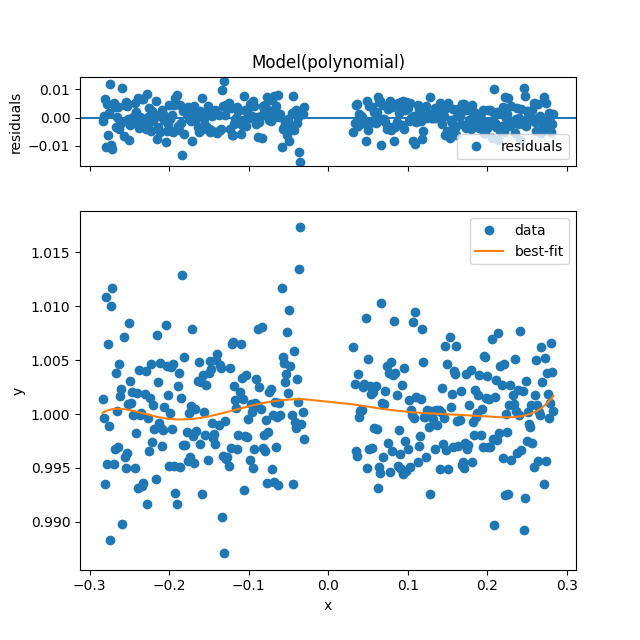 Model(polynomial)
0.01
0.00
−0.01
residuals
residuals
1.015
1.010
1.005
1.000
0.995
0.990
y
data
best-fit
−0.3
−0.2
−0.1
0.0
0.1
0.2
0.3
x